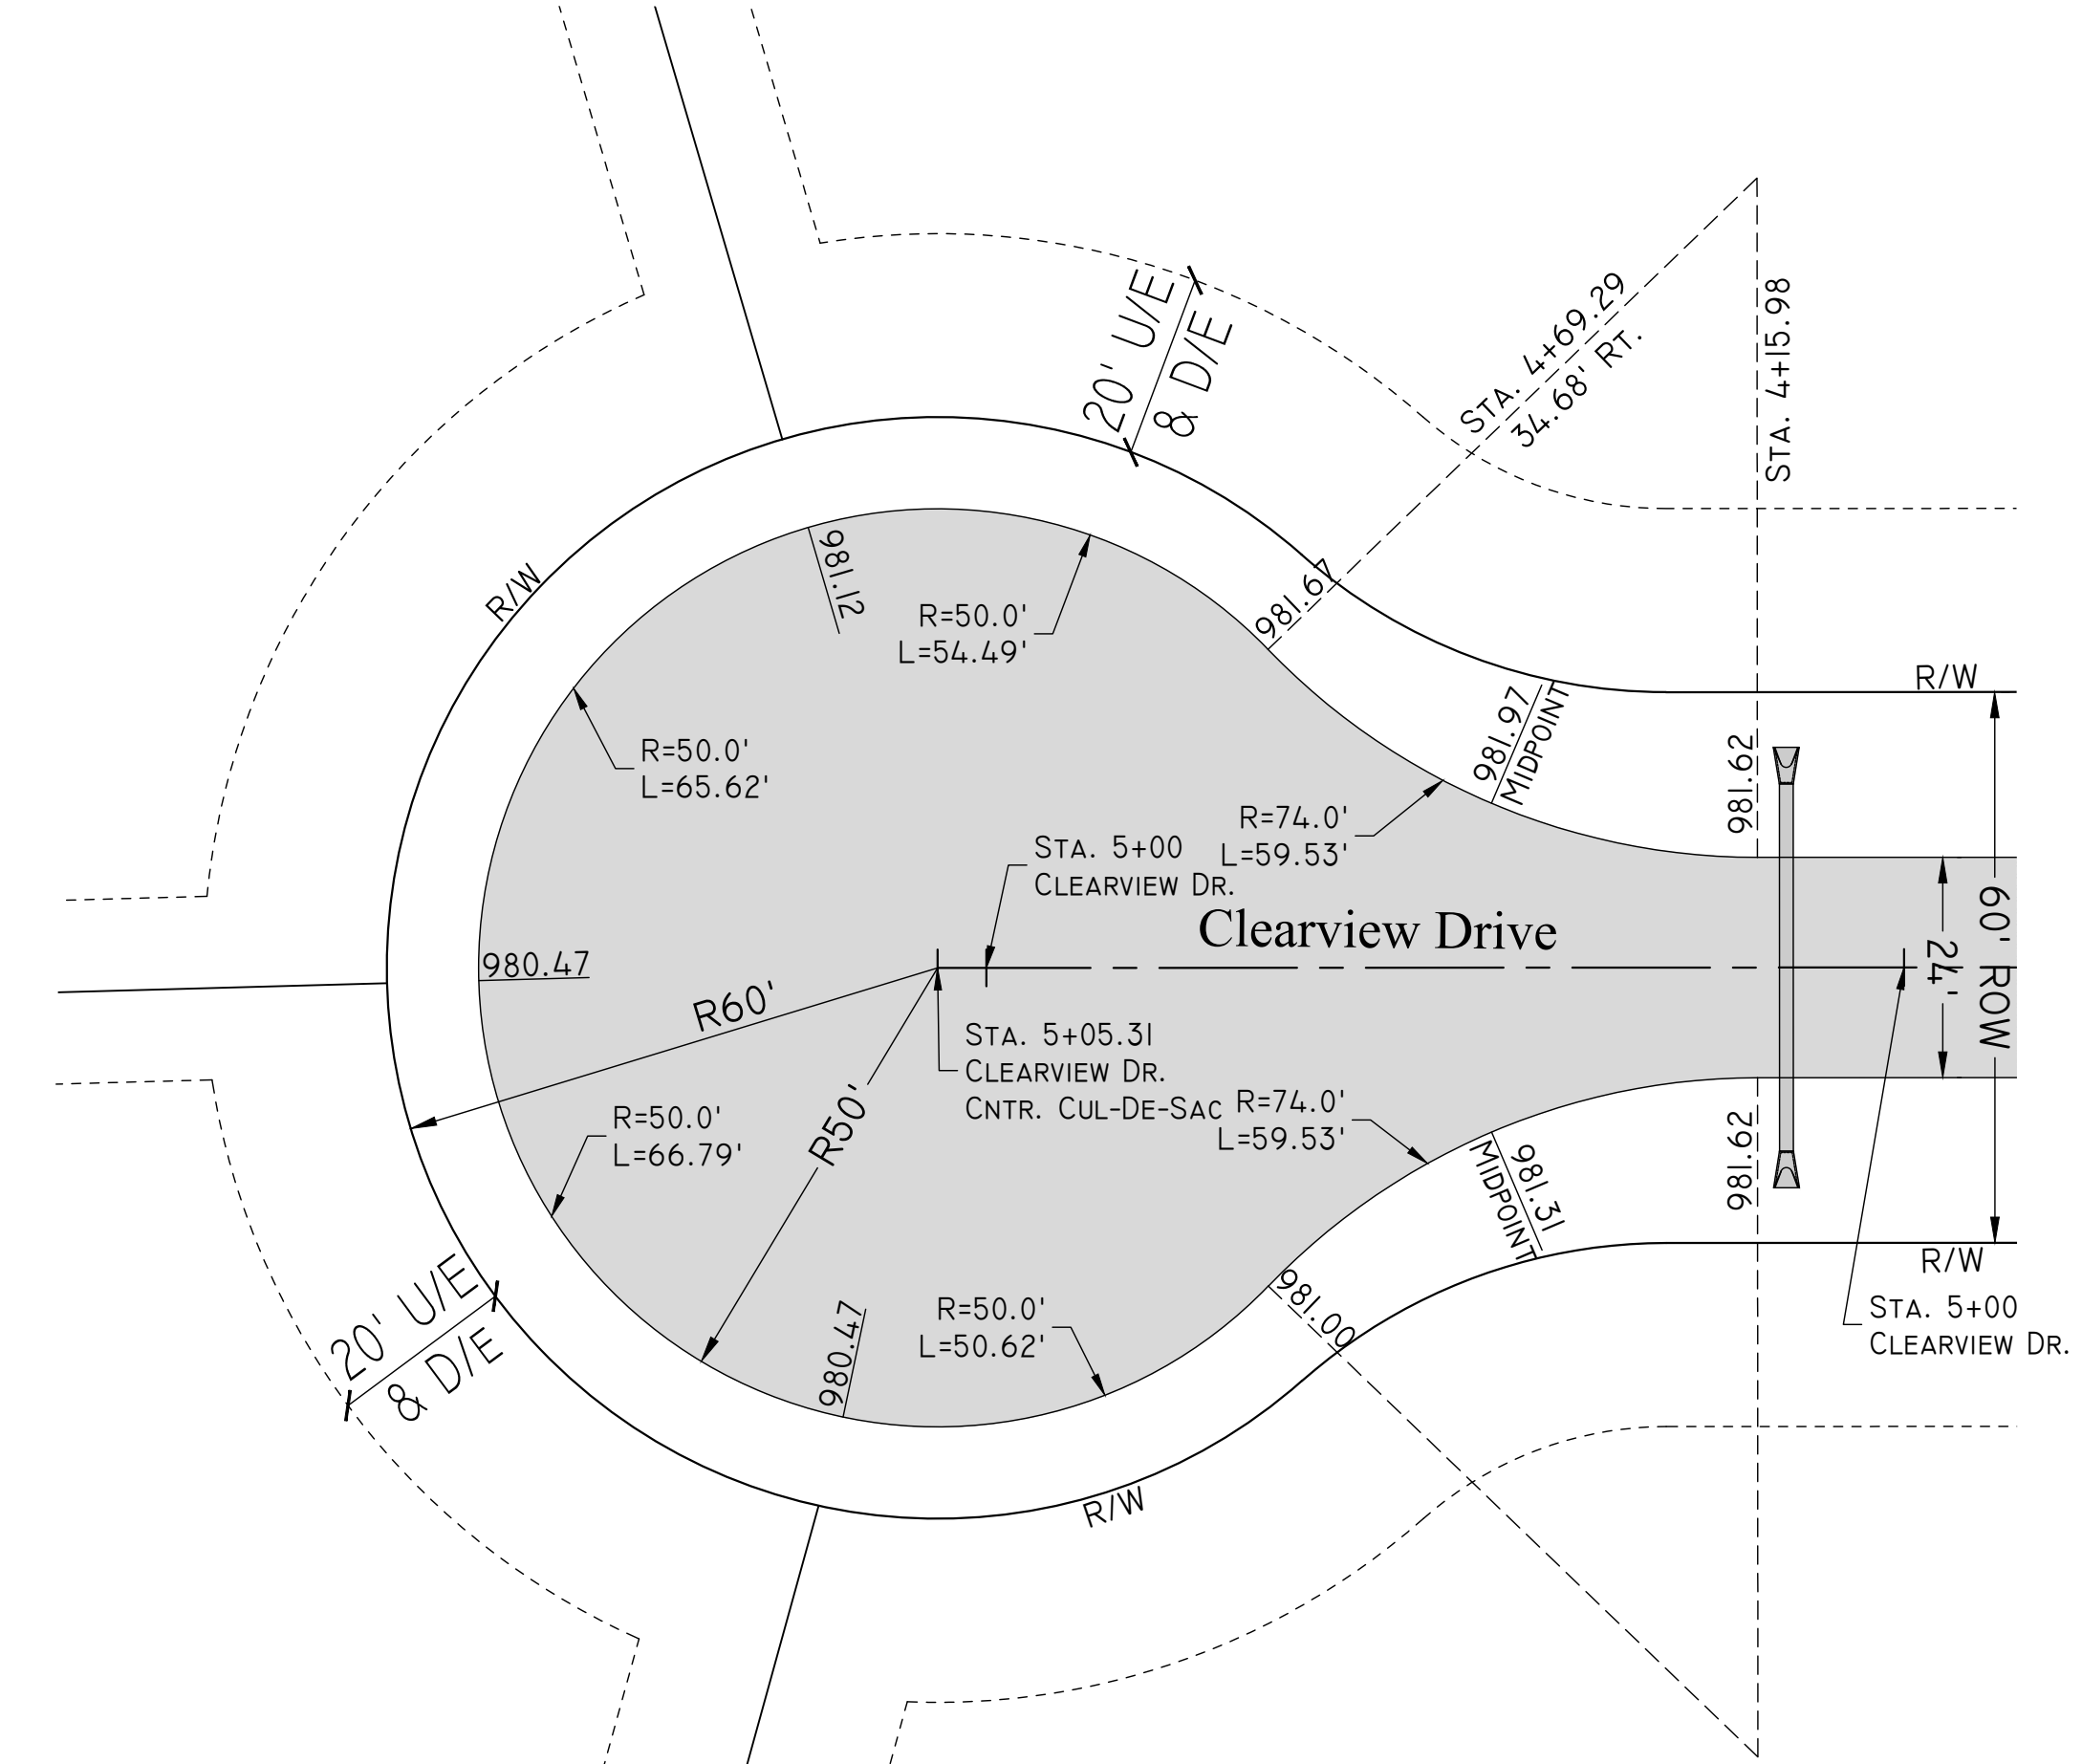 20' U/E
& D/E
STA. 4+69.29
34.68' RT.
STA. 4+15.98
R/W
981.12
R=50.0'
L=54.49'
981.67
R/W
981.97
MIDPOINT
981.62
R=50.0'
L=65.62'
R=74.0'
L=59.53'
STA. 5+00
CLEARVIEW DR.
Clearview Drive
60' ROW
24'
980.47
R60'
STA. 5+05.31
CLEARVIEW DR.
CNTR. CUL-DE-SAC
R=74.0'
L=59.53'
R50'
R=50.0'
L=66.79'
981.31
MIDPOINT
981.62
R/W
20' U/E
& D/E
980.47
R=50.0'
L=50.62'
981.00
STA. 5+00
CLEARVIEW DR.
R/W